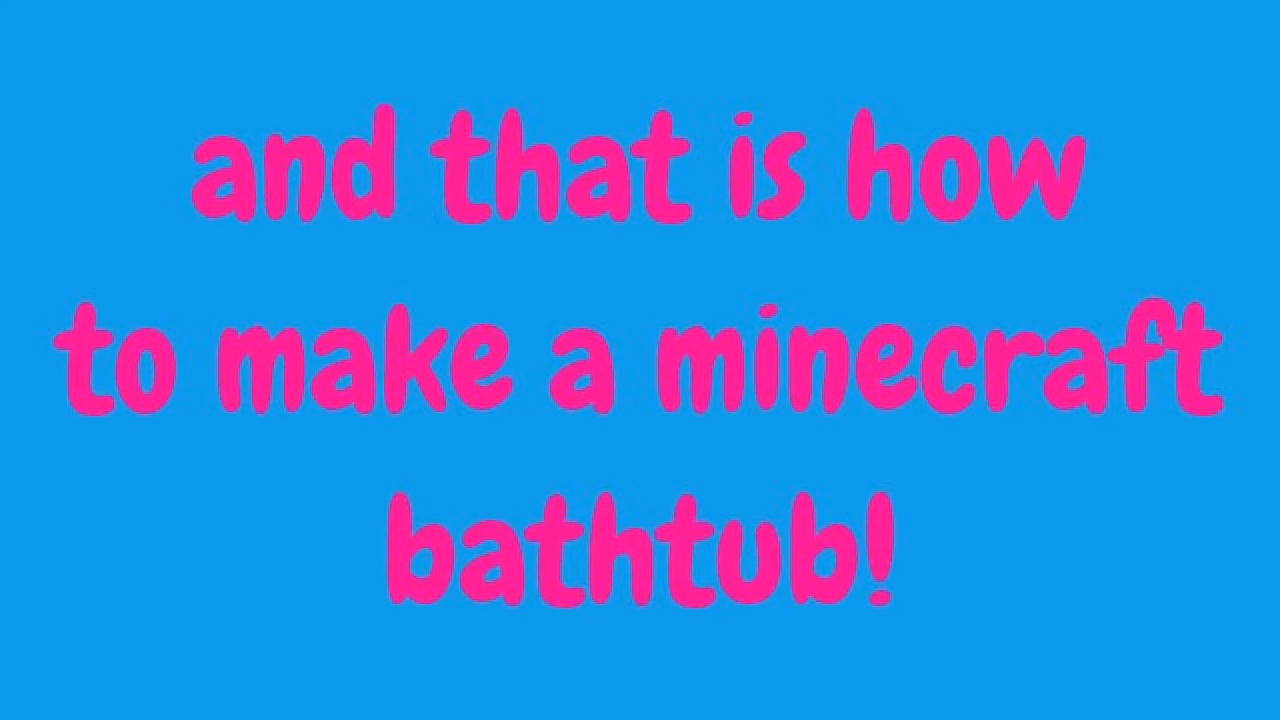 and that is how
to make a minecraft
bathtub!